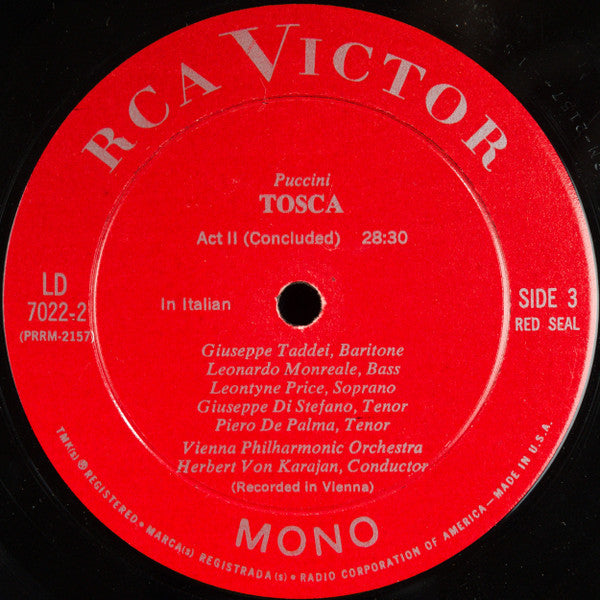 RCA VICTOR
Puccini
TOSCA
Act II (Concluded) 28:30
LD
7022-2
(PRRM-2157)
In Italian
SIDE 3
RED SEAL
Giuseppe Taddei, Baritone
Leonardo Monreale, Bass
Leontyne Price, Soprano
Giuseppe Di Stefano, Tenor
Piero De Palma, Tenor
Vienna Philharmonic Orchestra
Herbert Von Karajan, Conductor
(Recorded in Vienna)
MONO
TMK(s) ® REGISTERED • MARCA(s) REGISTRADA(s) • RADIO CORPORATION OF AMERICA — MADE IN U.S.A.